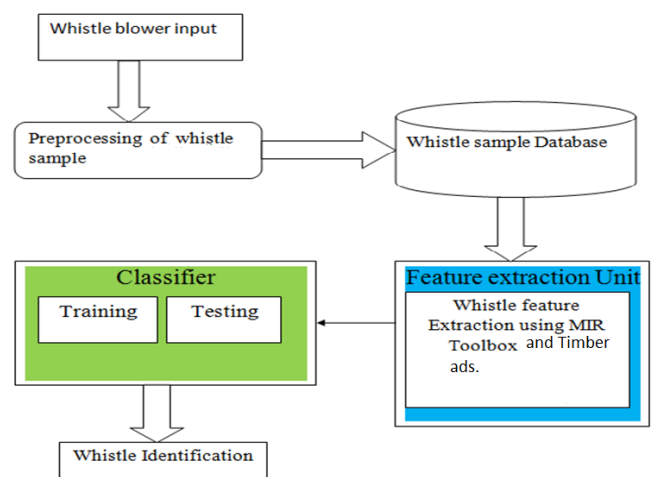 Whistle blower input
Preprocessing of whistle
sample
Whistle sample Database
Classifier
Training
Testing
Feature extraction Unit
Whistle feature
Extraction using MIR
Toolbox and Timber
ads.
Whistle Identification